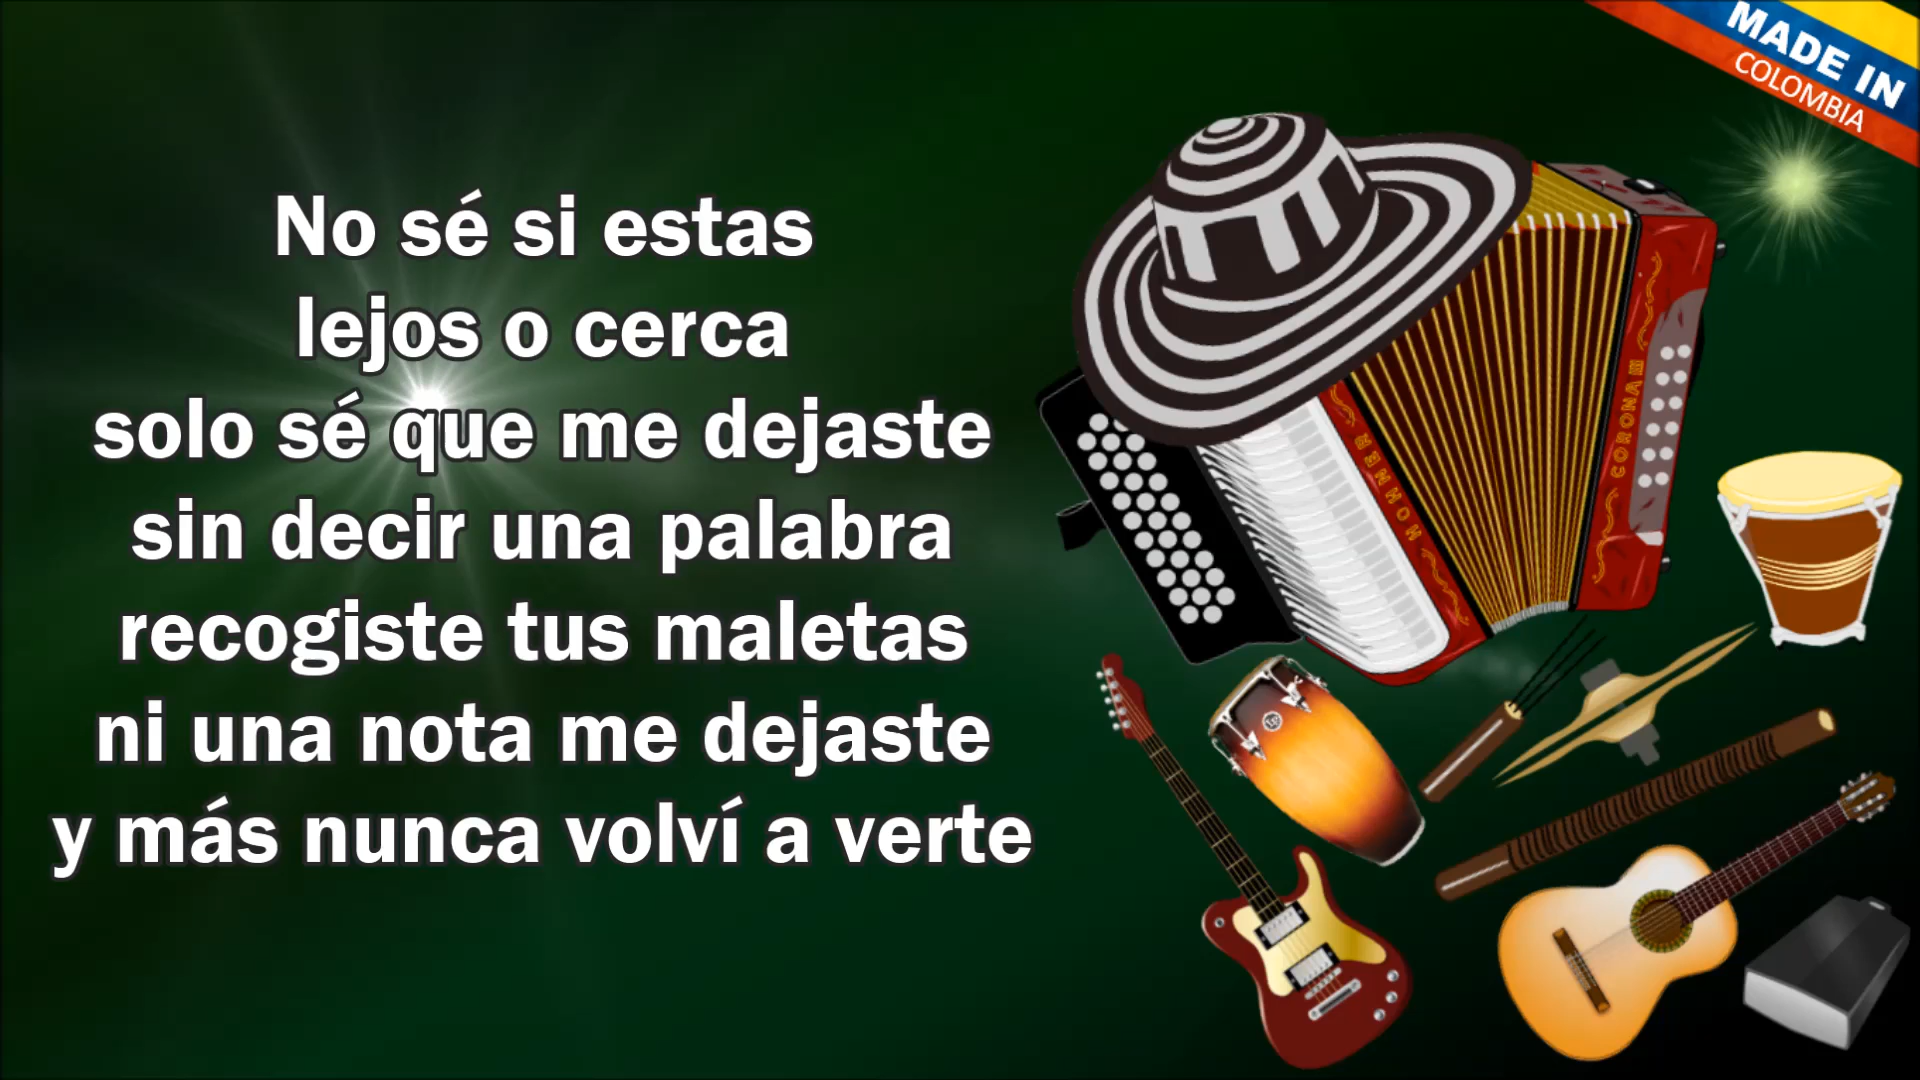 MADE IN
COLOMBIA
No sé si estas
lejos o cerca
solo sé que me dejaste
sin decir una palabra
recogiste tus maletas
ni una nota me dejaste
y más nunca volví a verte
HOHNER
CORONA III
LP